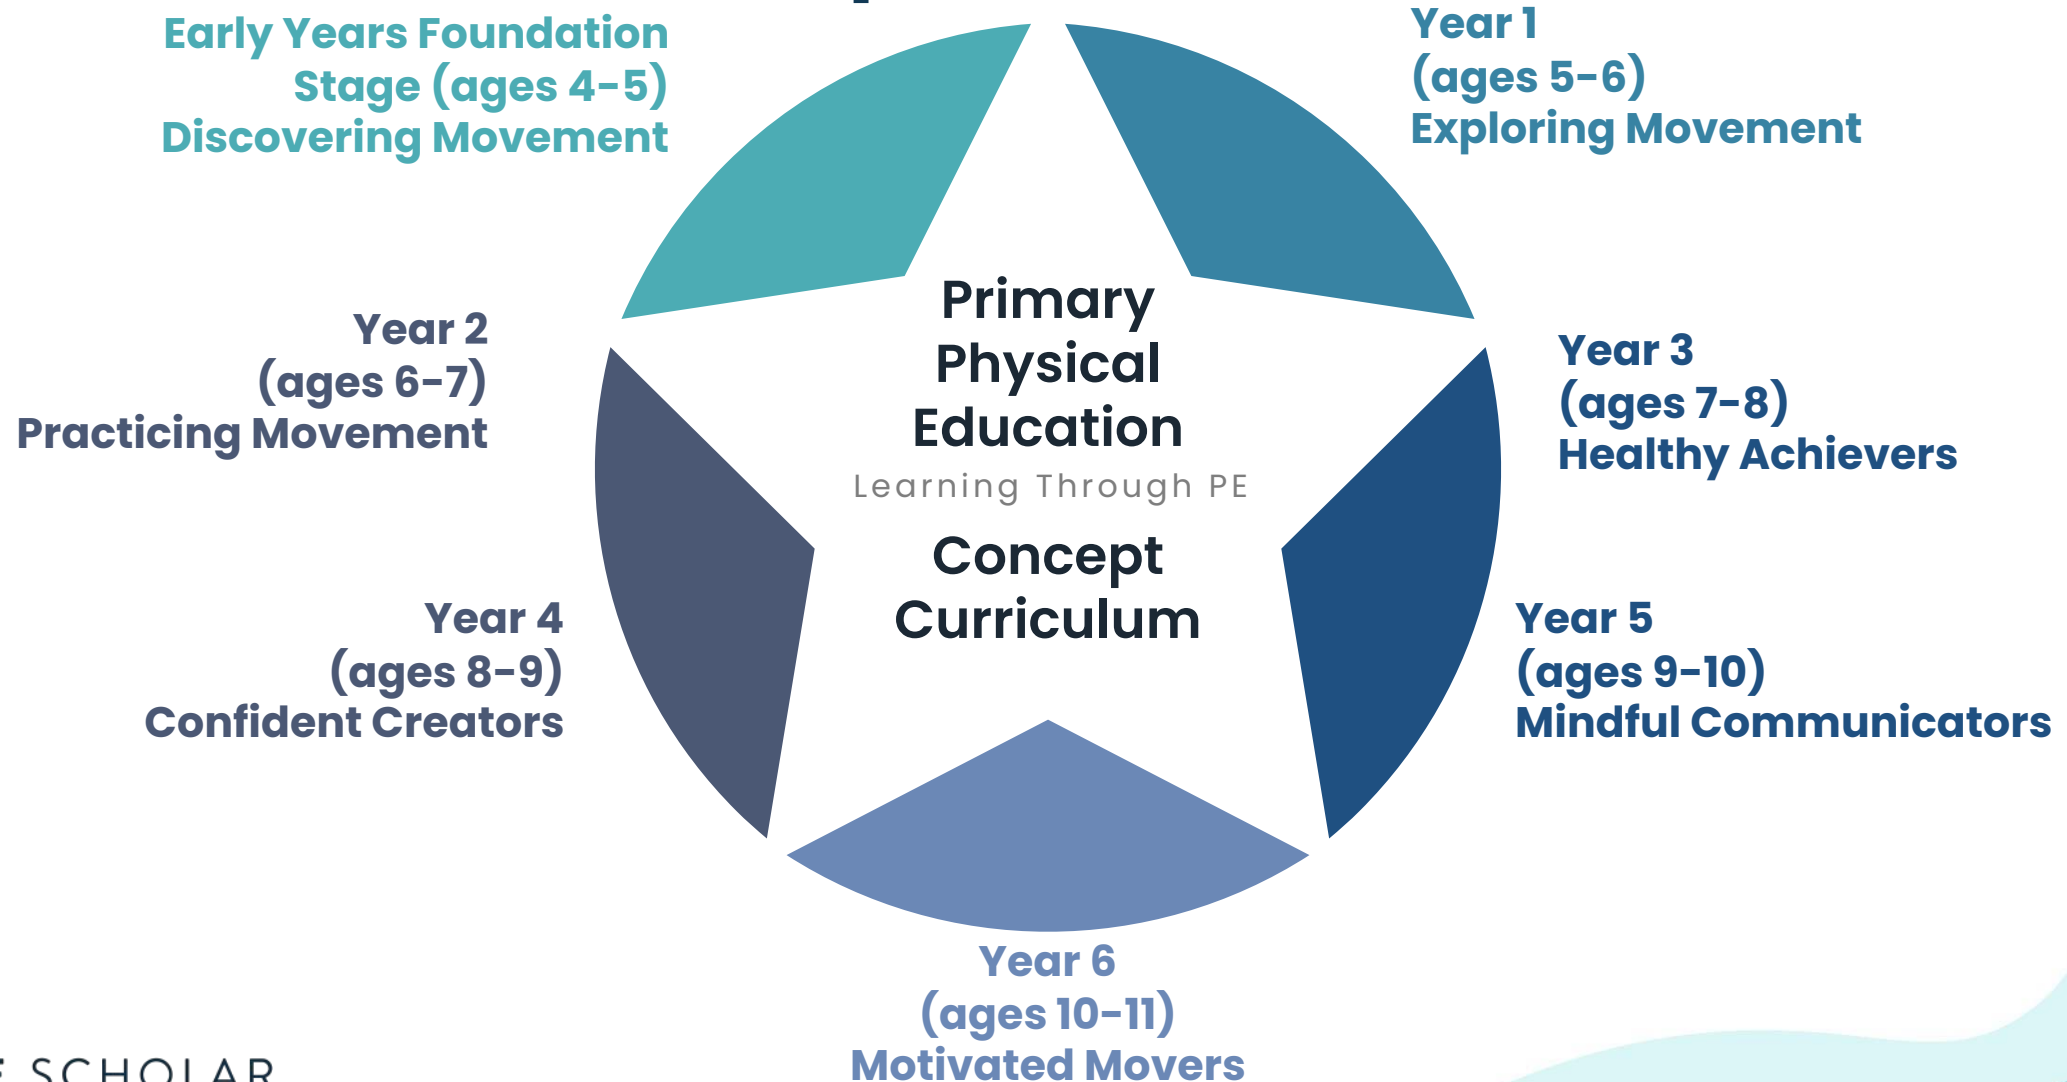 Early Years Foundation
Stage (ages 4-5)
Discovering Movement
Year 1
(ages 5-6)
Exploring Movement
Primary
Physical
Education
Learning Through PE
Concept
Curriculum
Year 2
(ages 6-7)
Practicing Movement
Year 3
(ages 7-8)
Healthy Achievers
Year 4
(ages 8-9)
Confident Creators
Year 5
(ages 9-10)
Mindful Communicators
Year 6
(ages 10-11)
Motivated Movers
SCHOLAR